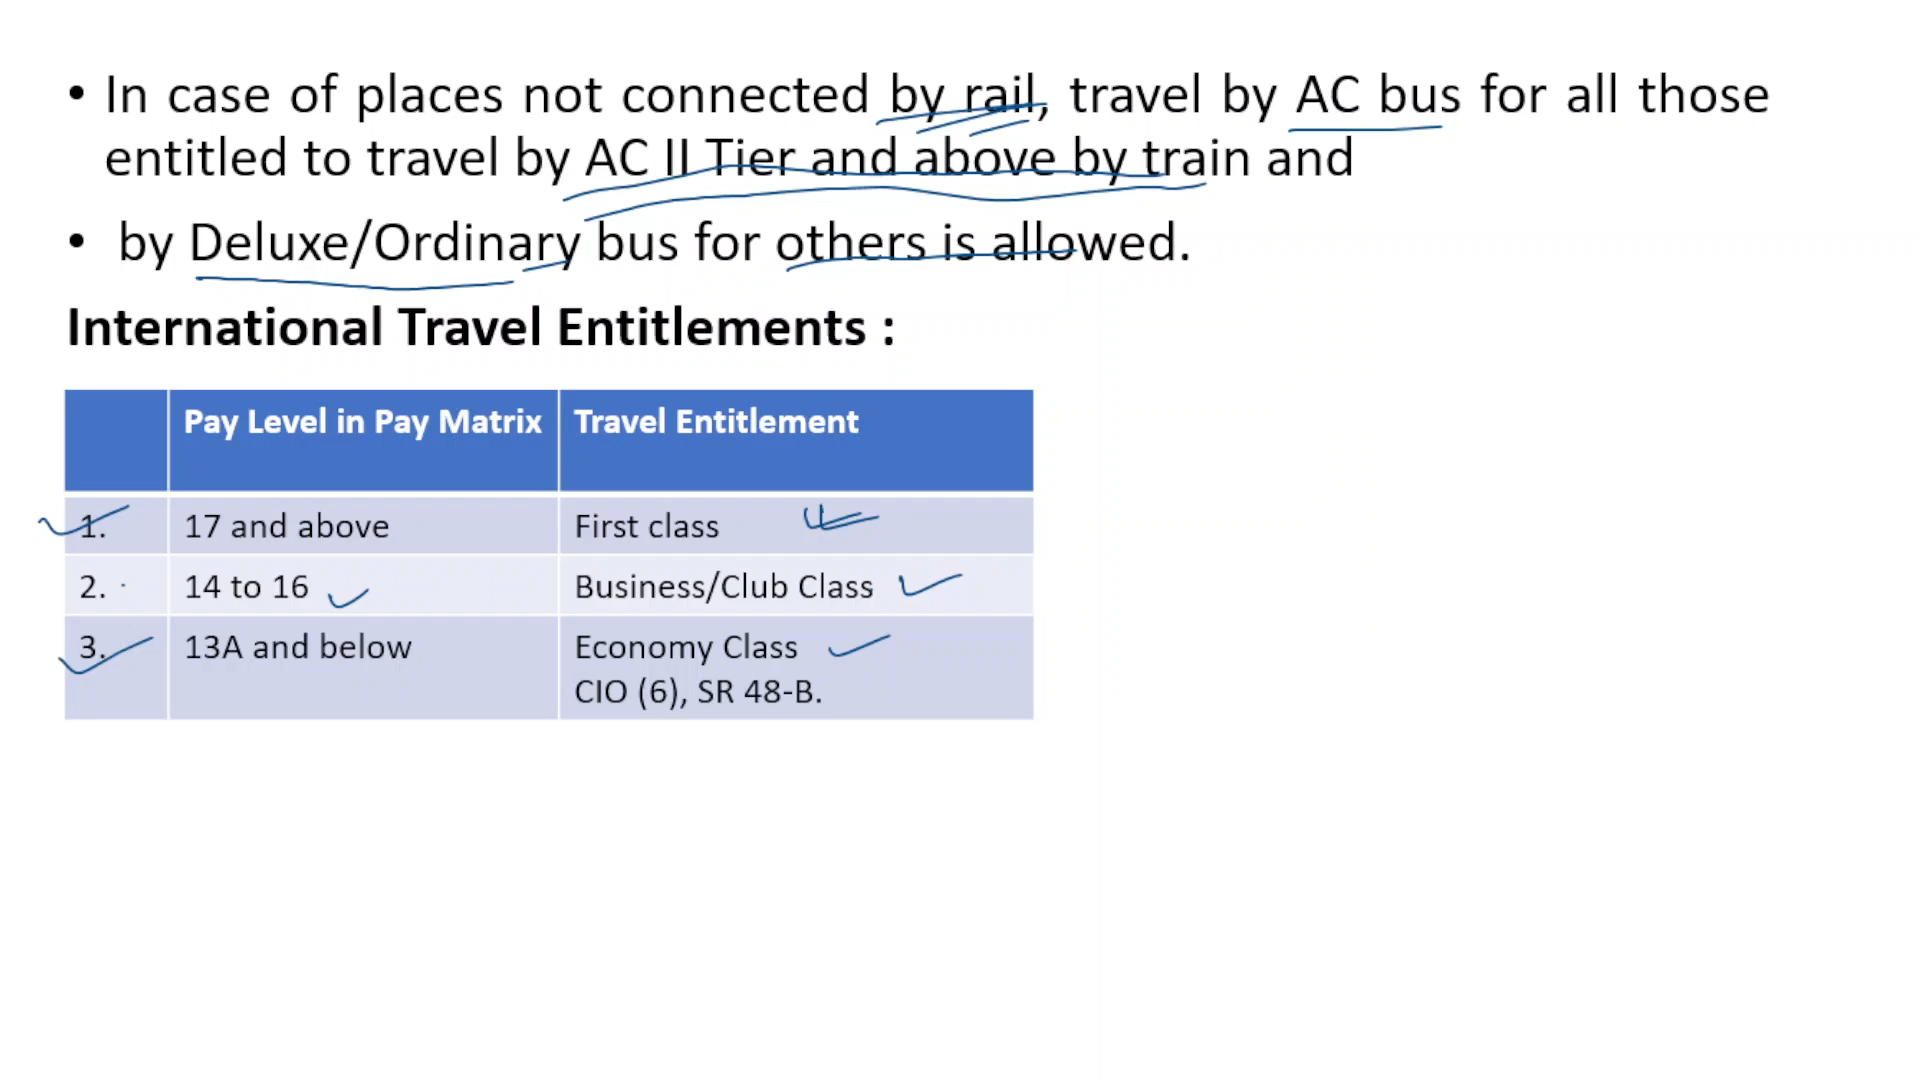 • In case of places not connected by rail, travel by AC bus for all those
entitled to travel by AC II Tier and above by train and
• by Deluxe/Ordinary bus for others is allowed.
International Travel Entitlements :
Pay Level in Pay Matrix Travel Entitlement
1. 17 and above First class
2. 14 to 16 Business/Club Class
3. 13A and below Economy Class
CIO (6), SR 48-B.